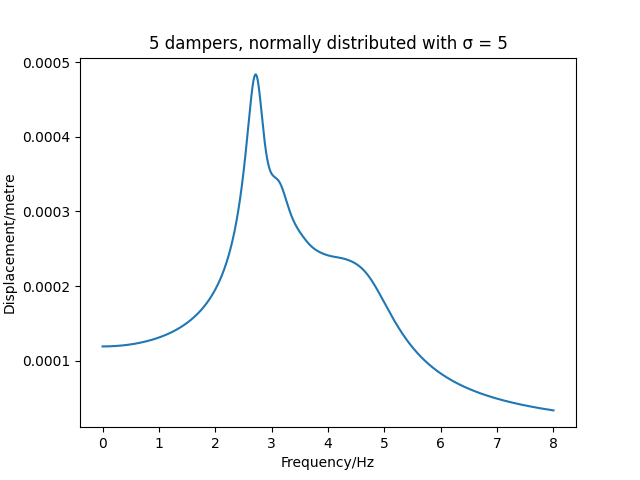 5 dampers, normally distributed with σ = 5
0.0005
0.0004
0.0003
0.0002
0.0001
Displacement/metre
0 1 2 3 4 5 6 7 8
Frequency/Hz